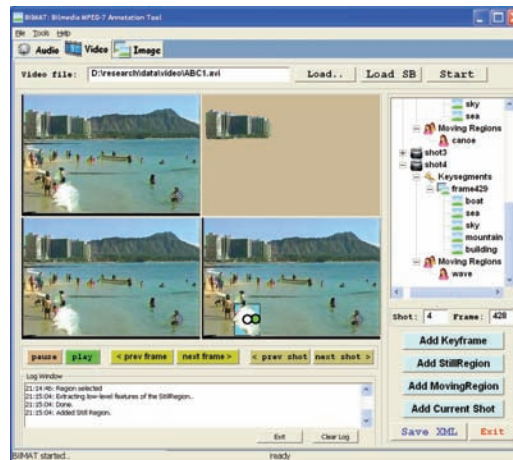 BilMAT: Bilmedia MPEG-7 Annotation Tool
File Tools Help
Audio Video Image
Video file: D:\research\data\video\ABC1.avi Load.. Load SB Start
sky
sea
Moving Regions
canoe
shot3
shot4
Keysegments
frame429
boat
sea
sky
mountain
building
Moving Regions
wave
Shot: 4 Frame: 428
pause play < prev frame next frame > < prev shot next shot >
Add Keyframe
Add StillRegion
Add MovingRegion
Add Current Shot
Save XML Exit
Log Window
21:14:46: Region selected
21:15:04: Extracting low-level features of the StillRegion..
21:15:04: Done.
21:15:04: Added Still Region.
Exit Clear Log
BilMAT started.. ready